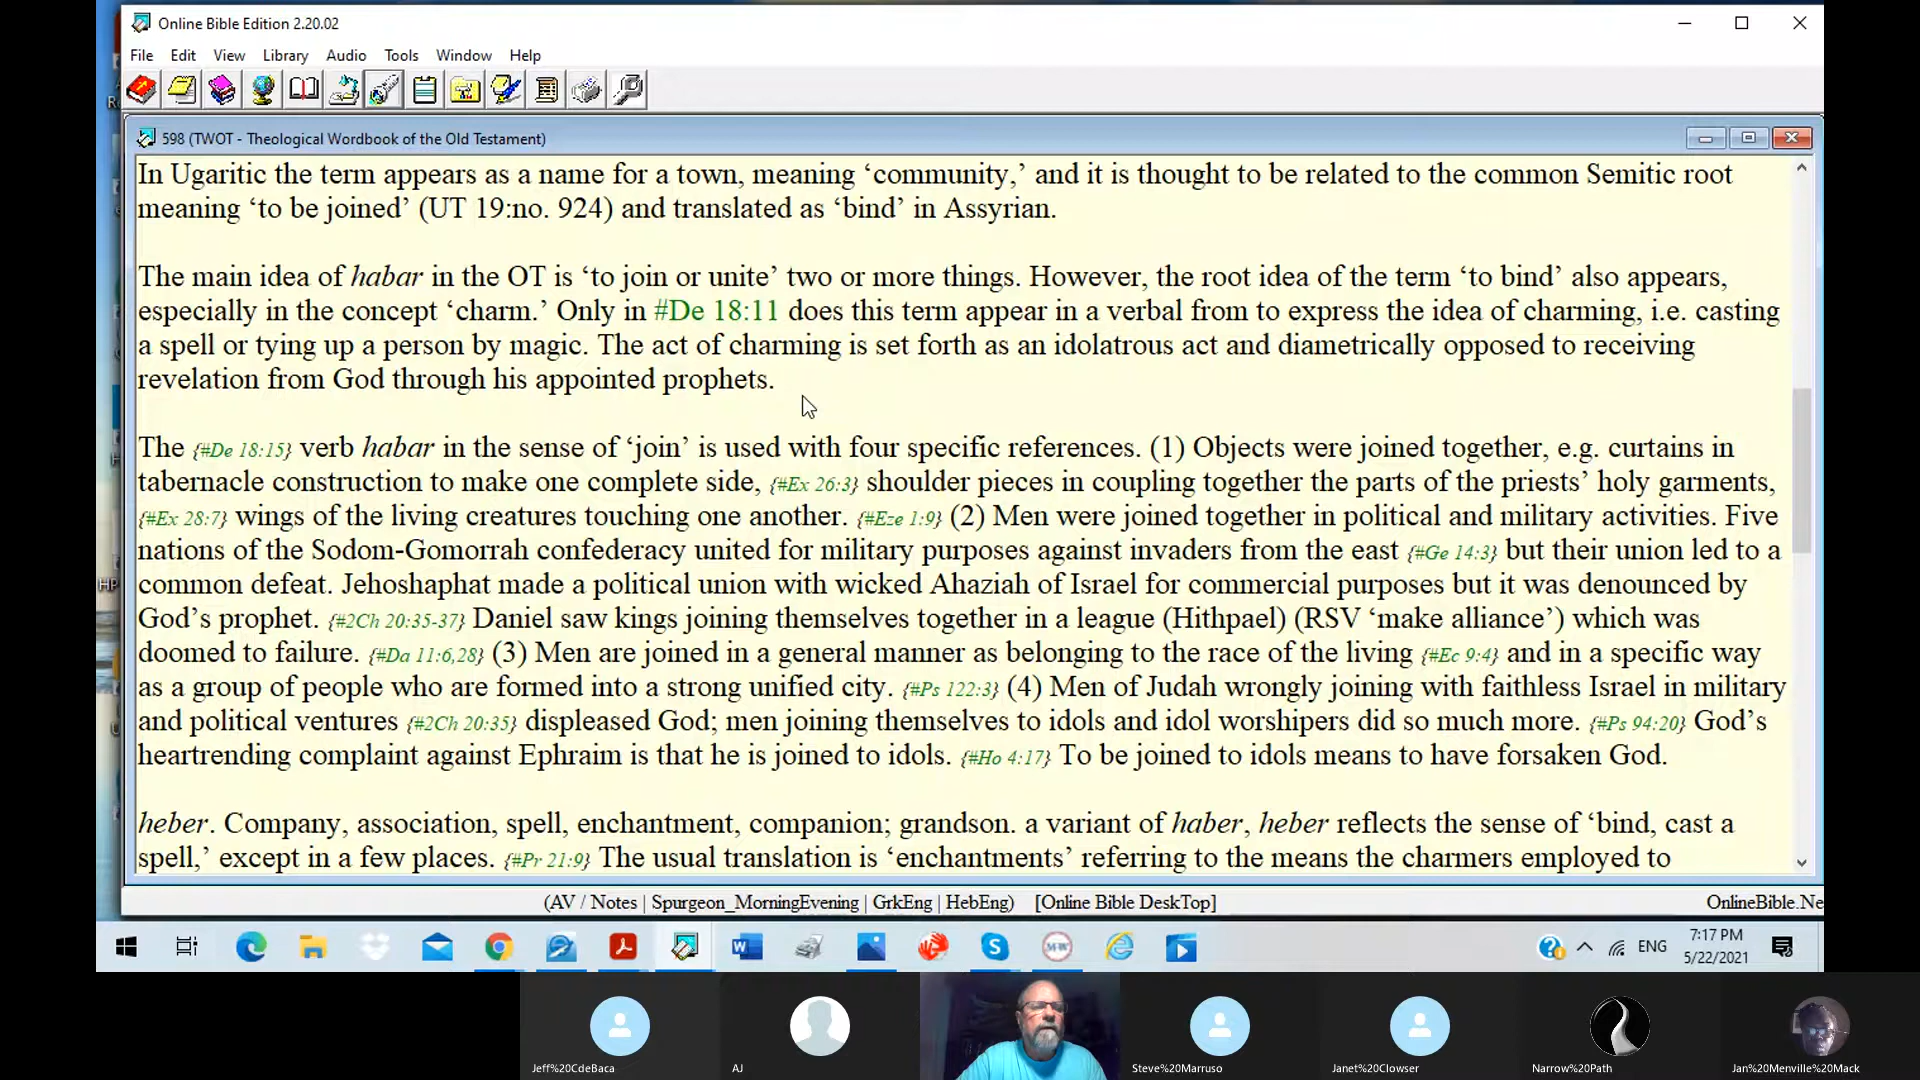 Online Bible Edition 2.20.02
File Edit View Library Audio Tools Window Help
598 (TWOT - Theological Wordbook of the Old Testament)
In Ugaritic the term appears as a name for a town, meaning ‘community,’ and it is thought to be related to the common Semitic root
meaning ‘to be joined’ (UT 19:no. 924) and translated as ‘bind’ in Assyrian.
The main idea of habar in the OT is ‘to join or unite’ two or more things. However, the root idea of the term ‘to bind’ also appears,
especially in the concept ‘charm.’ Only in #De 18:11 does this term appear in a verbal from to express the idea of charming, i.e. casting
a spell or tying up a person by magic. The act of charming is set forth as an idolatrous act and diametrically opposed to receiving
revelation from God through his appointed prophets.
The {#De 18:15} verb habar in the sense of ‘join’ is used with four specific references. (1) Objects were joined together, e.g. curtains in
tabernacle construction to make one complete side, {#Ex 26:3} shoulder pieces in coupling together the parts of the priests’ holy garments,
{#Ex 28:7} wings of the living creatures touching one another. {#Eze 1:9} (2) Men were joined together in political and military activities. Five
nations of the Sodom-Gomorrah confederacy united for military purposes against invaders from the east {#Ge 14:3} but their union led to a
common defeat. Jehoshaphat made a political union with wicked Ahaziah of Israel for commercial purposes but it was denounced by
God’s prophet. {#2Ch 20:35-37} Daniel saw kings joining themselves together in a league (Hithpael) (RSV ‘make alliance’) which was
doomed to failure. {#Da 11:6,28} (3) Men are joined in a general manner as belonging to the race of the living {#Ec 9:4} and in a specific way
as a group of people who are formed into a strong unified city. {#Ps 122:3} (4) Men of Judah wrongly joining with faithless Israel in military
and political ventures {#2Ch 20:35} displeased God; men joining themselves to idols and idol worshipers did so much more. {#Ps 94:20} God’s
heartrending complaint against Ephraim is that he is joined to idols. {#Ho 4:17} To be joined to idols means to have forsaken God.
heber. Company, association, spell, enchantment, companion; grandson. a variant of haber, heber reflects the sense of ‘bind, cast a
spell,’ except in a few places. {#Pr 21:9} The usual translation is ‘enchantments’ referring to the means the charmers employed to
(AV / Notes | Spurgeon_MorningEvening | GrkEng | HebEng) [Online Bible DeskTop] OnlineBible.Ne
ENG
7:17 PM
5/22/2021
Jeff%20CdeBaca AJ Steve%20Marruso Janet%20Clowser Narrow%20Path Jan%20Menville%20Mack